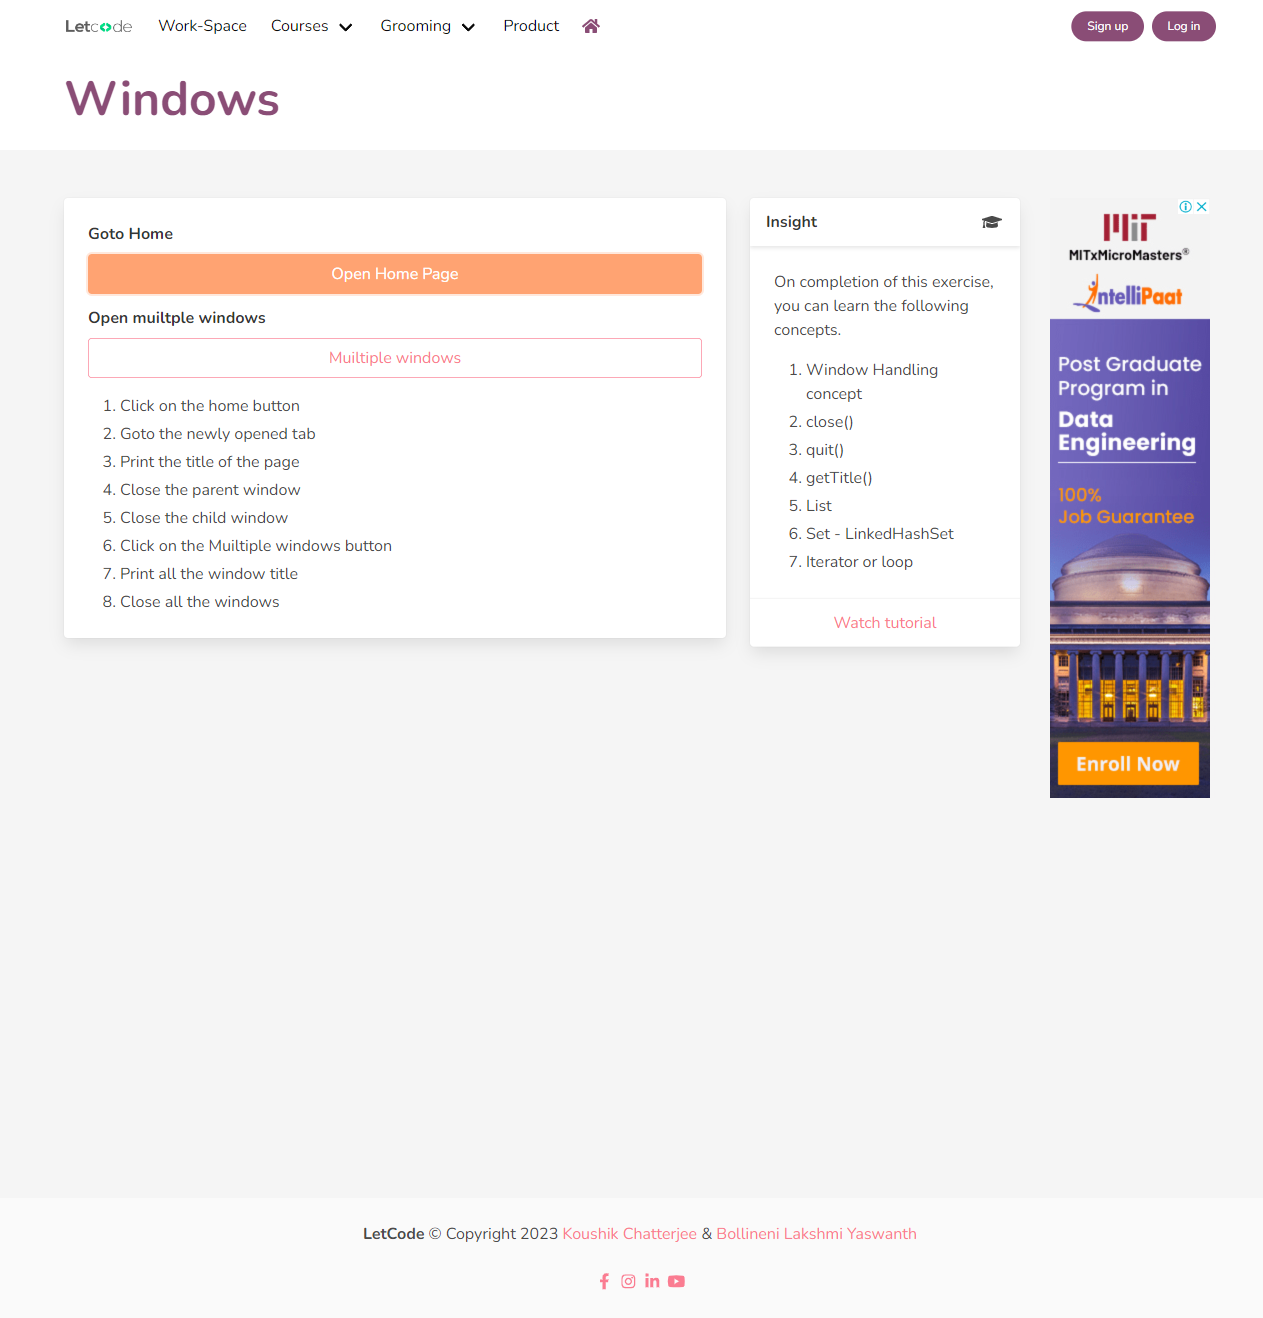 Letcode Work-Space Courses Grooming Product Sign up Log in
Windows
Goto Home
Open Home Page
Open muiltple windows
Muiltiple windows
1. Click on the home button
2. Goto the newly opened tab
3. Print the title of the page
4. Close the parent window
5. Close the child window
6. Click on the Muiltiple windows button
7. Print all the window title
8. Close all the windows
Insight
On completion of this exercise,
you can learn the following
concepts.
1. Window Handling
concept
2. close()
3. quit()
4. getTitle()
5. List
6. Set - LinkedHashSet
7. Iterator or loop
Watch tutorial
MIT
MITxMicroMasters®
IntelliPaat
Post Graduate
Program in
Data
Engineering
100%
Job Guarantee
Enroll Now
LetCode © Copyright 2023 Koushik Chatterjee & Bollineni Lakshmi Yaswanth